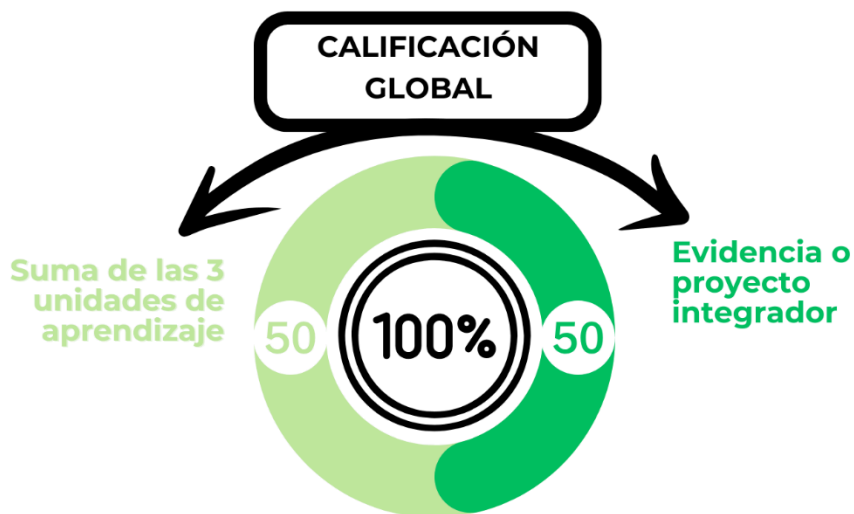 CALIFICACIÓN
GLOBAL
Suma de las 3
unidades de
aprendizaje
50
100%
50
Evidencia o
proyecto
integrador